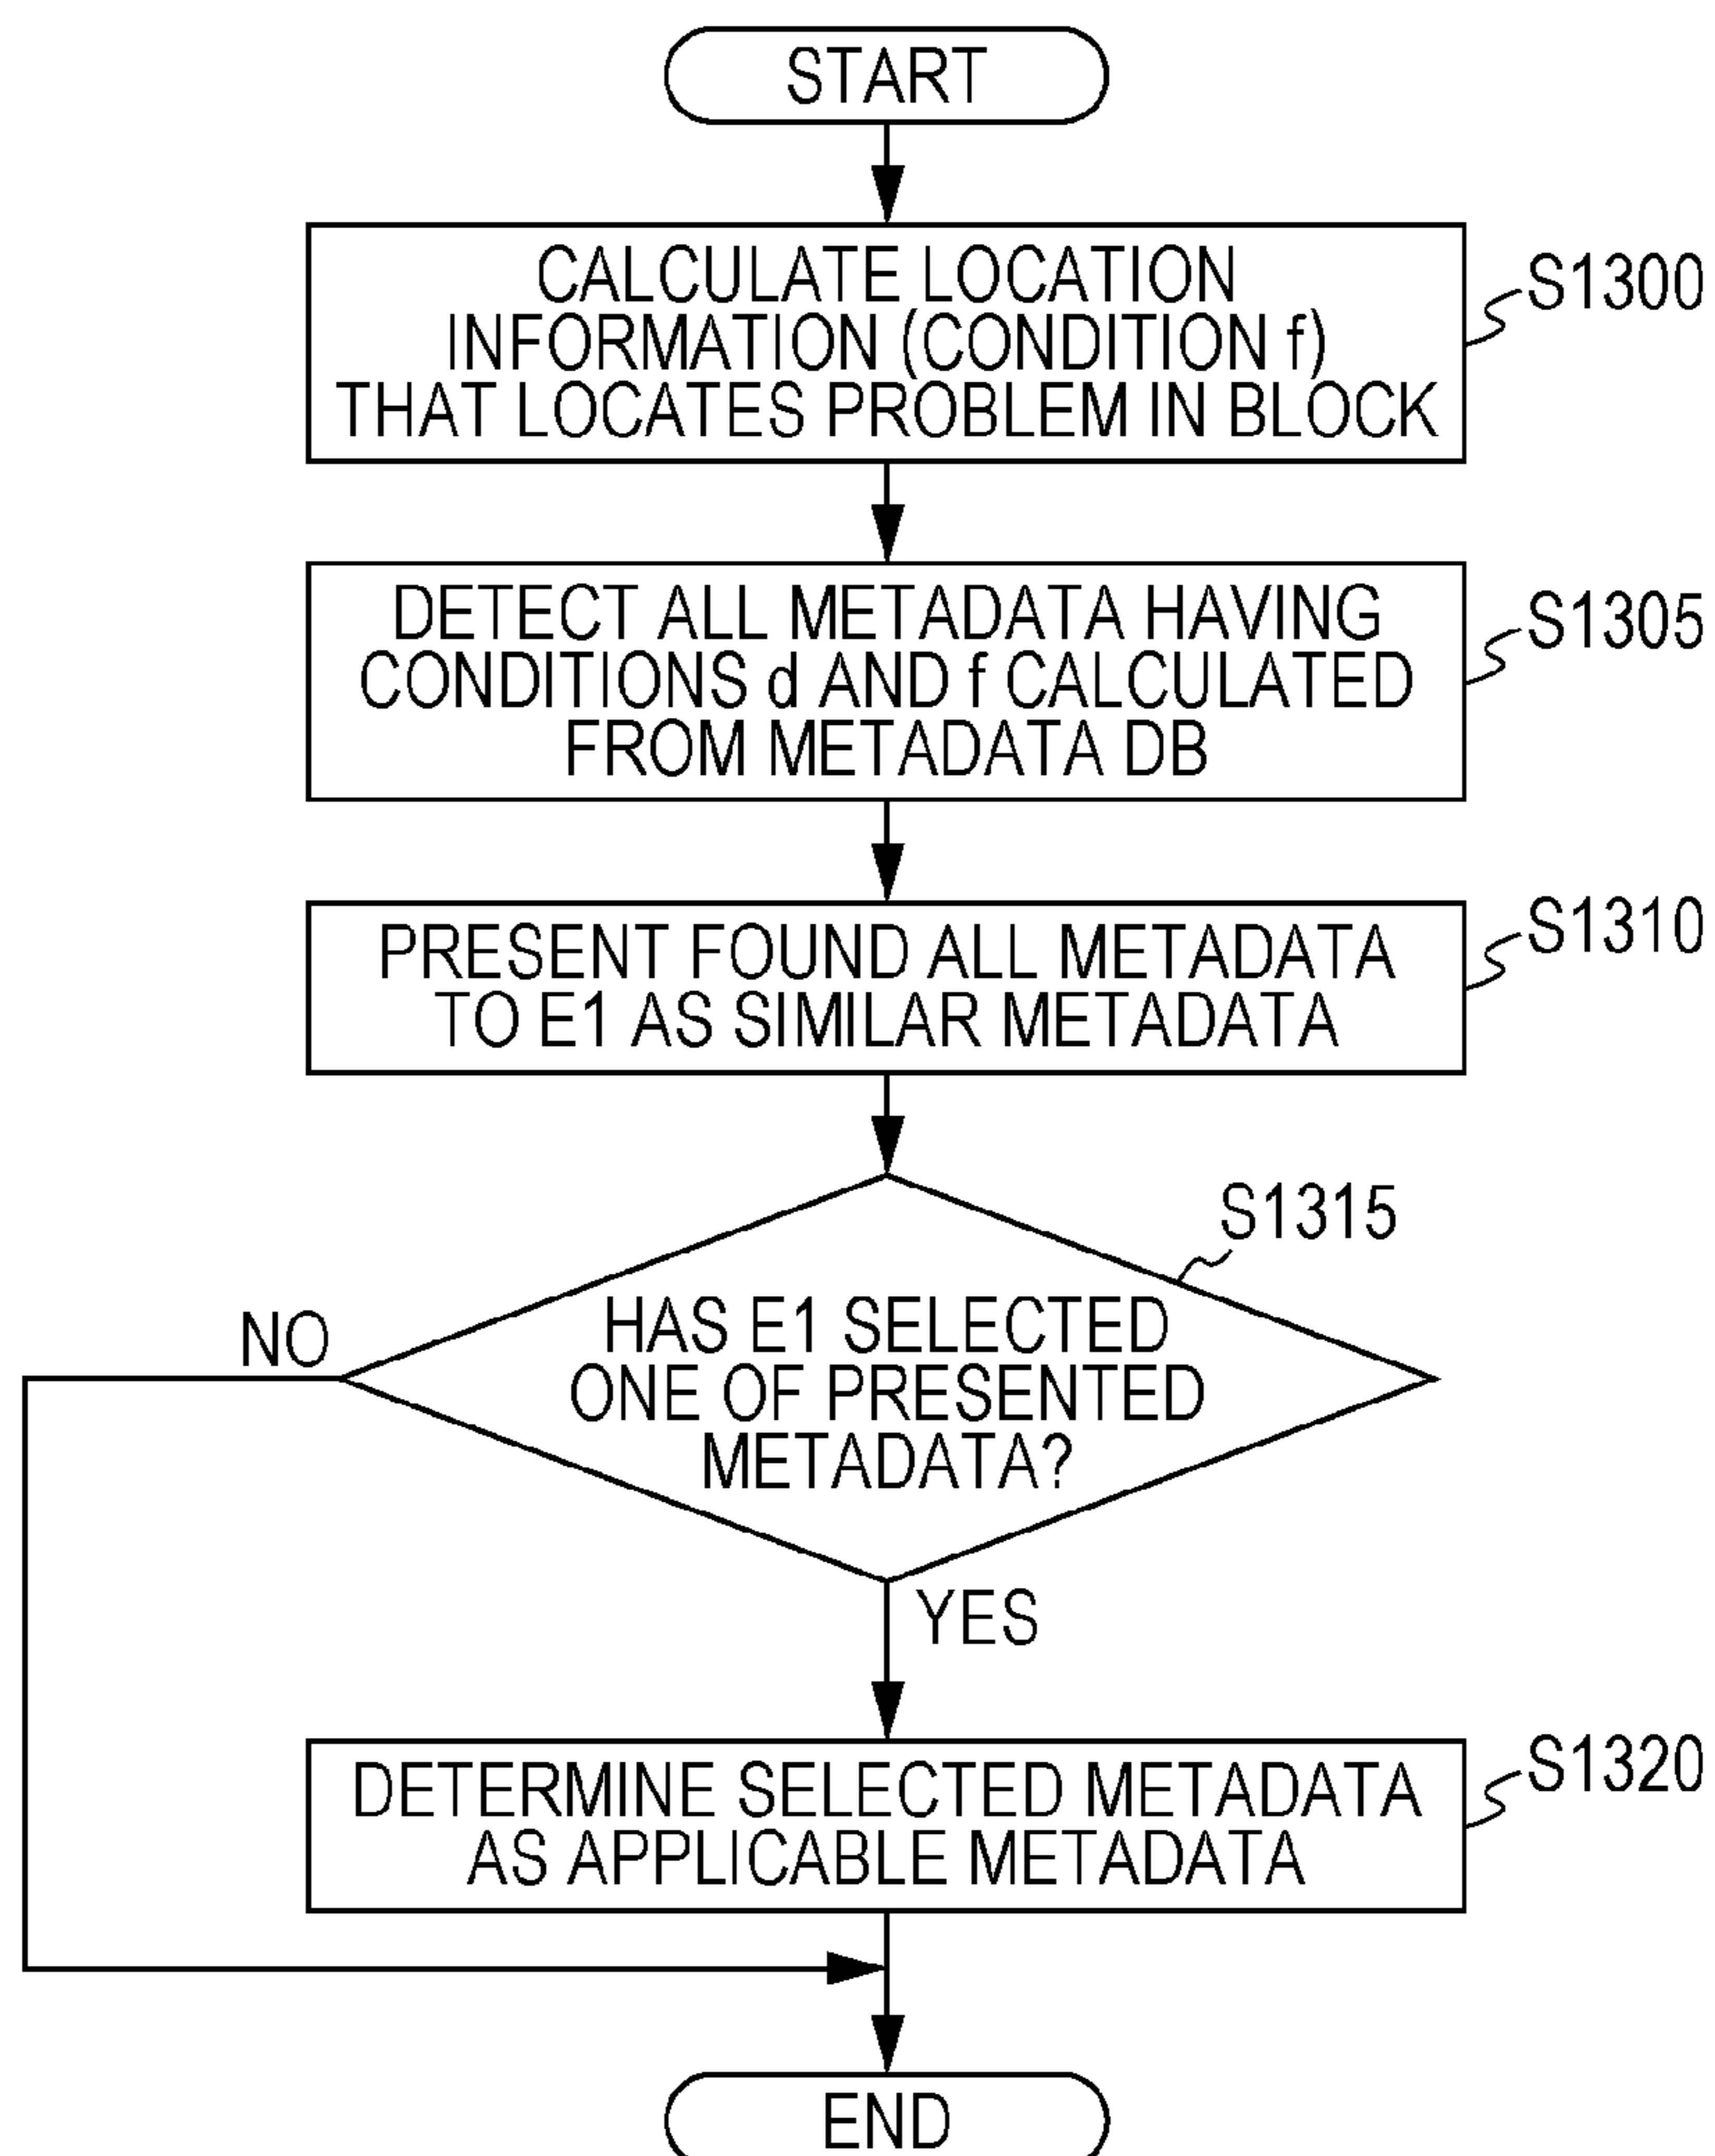 START
CALCULATE LOCATION
INFORMATION (CONDITION f)
THAT LOCATES PROBLEM IN BLOCK
S1300
DETECT ALL METADATA HAVING
CONDITIONS d AND f CALCULATED
FROM METADATA DB
S1305
PRESENT FOUND ALL METADATA
TO E1 AS SIMILAR METADATA
S1310
S1315
HAS E1 SELECTED
ONE OF PRESENTED
METADATA?
NO
YES
DETERMINE SELECTED METADATA
AS APPLICABLE METADATA
S1320
END